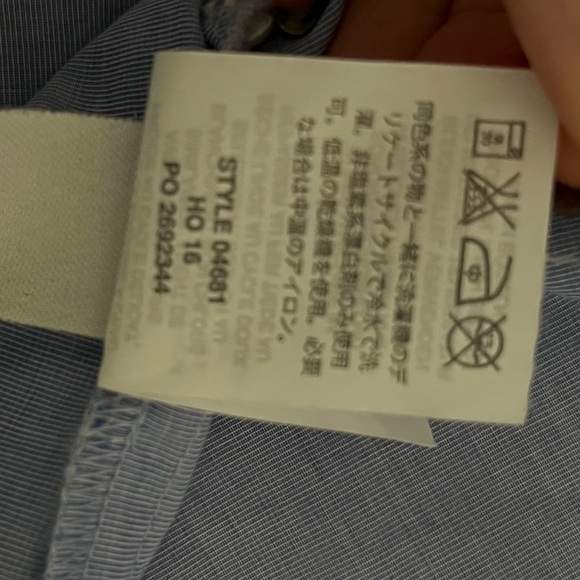 同色系の物と一緒に洗濯機のデ
リケートサイクルで冷水で洗
濯。非塩素系漂白剤のみ使用
可。低温の乾燥機を使用。必要
な場合は中温のアイロン。
STYLE 04681
HO 16
PO 2692344